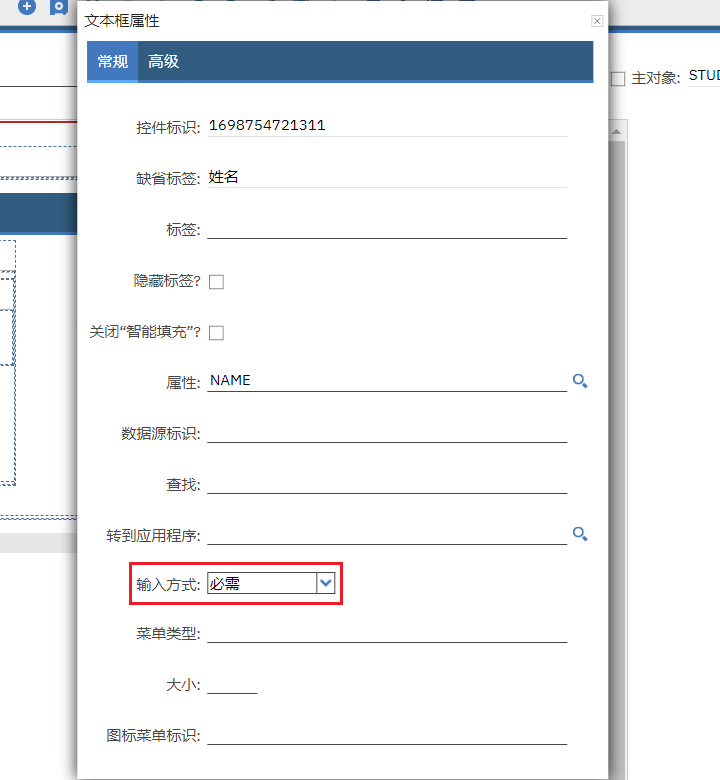 文本框属性
常规 高级
主对象: STUD
控件标识: 1698754721311
缺省标签: 姓名
标签:
隐藏标签?
关闭“智能填充”?
属性: NAME
数据源标识:
查找:
转到应用程序:
输入方式: 必需
菜单类型:
大小:
图标菜单标识: